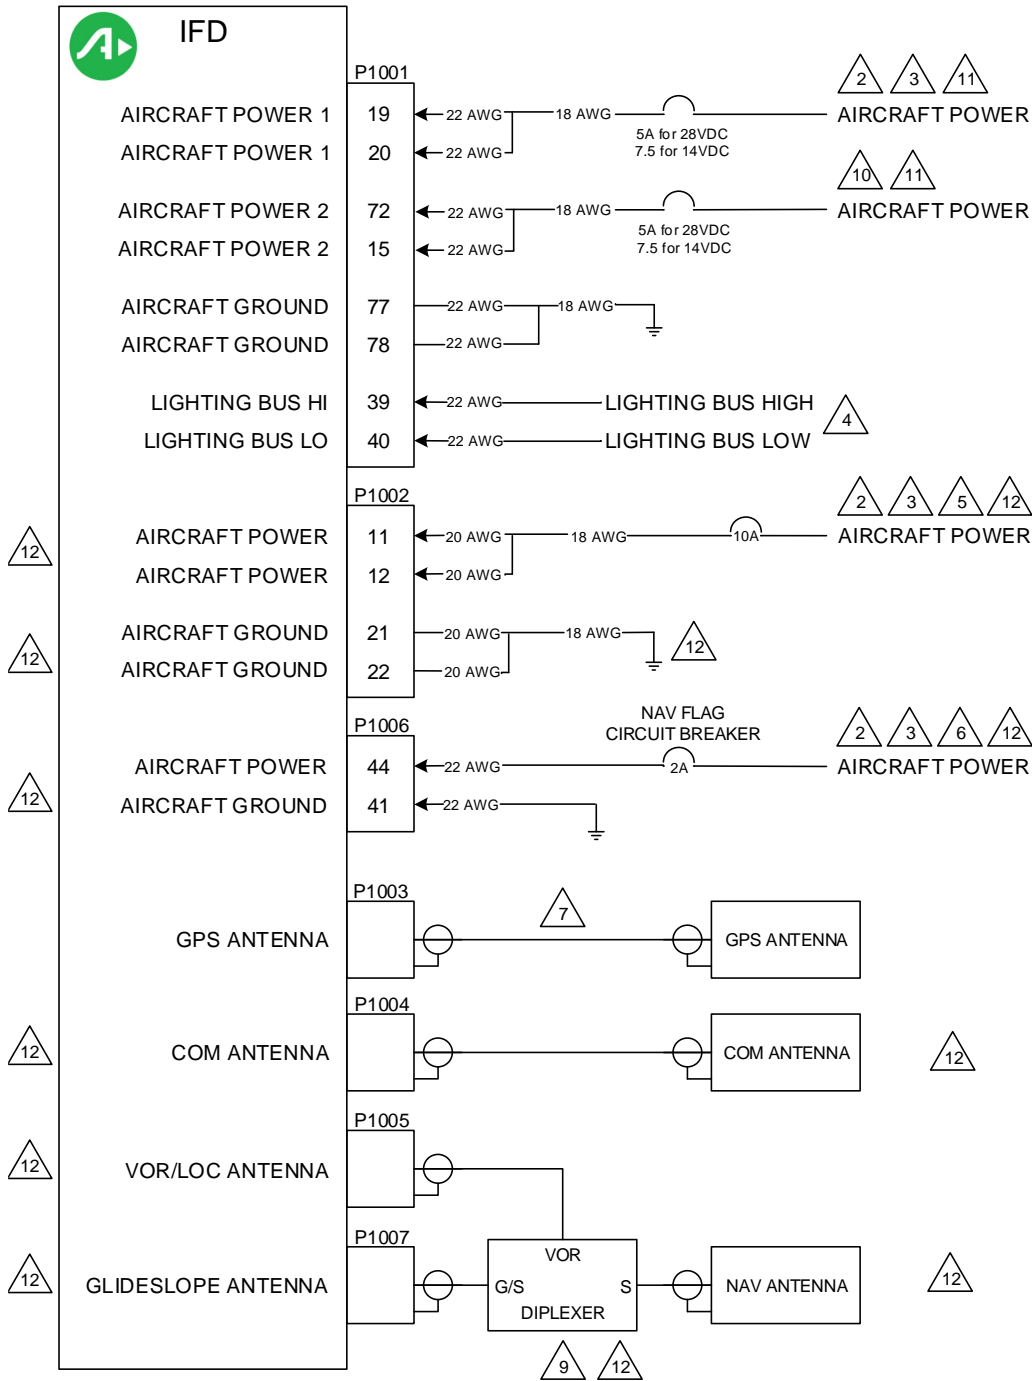 IFD
P1001
2 3 11
AIRCRAFT POWER 1 19 22 AWG 18 AWG AIRCRAFT POWER
5A for 28VDC
7.5 for 14VDC
AIRCRAFT POWER 1 20 22 AWG
10 11
AIRCRAFT POWER 2 72 22 AWG 18 AWG AIRCRAFT POWER
5A for 28VDC
7.5 for 14VDC
AIRCRAFT POWER 2 15 22 AWG
AIRCRAFT GROUND 77 22 AWG 18 AWG
AIRCRAFT GROUND 78 22 AWG
LIGHTING BUS HI 39 22 AWG LIGHTING BUS HIGH
4
LIGHTING BUS LO 40 22 AWG LIGHTING BUS LOW
P1002
2 3 5 12
AIRCRAFT POWER 11 20 AWG 18 AWG 10A AIRCRAFT POWER
12
AIRCRAFT POWER 12 20 AWG
AIRCRAFT GROUND 21 20 AWG 18 AWG
12 12
AIRCRAFT GROUND 22 20 AWG
P1006
NAV FLAG
CIRCUIT BREAKER
2 3 6 12
AIRCRAFT POWER 44 22 AWG 2A AIRCRAFT POWER
12
AIRCRAFT GROUND 41 22 AWG
P1003
7
GPS ANTENNA GPS ANTENNA
P1004
12 COM ANTENNA COM ANTENNA 12
P1005
12 VOR/LOC ANTENNA
P1007
VOR
12 GLIDESLOPE ANTENNA G/S S NAV ANTENNA 12
DIPLEXER
9 12